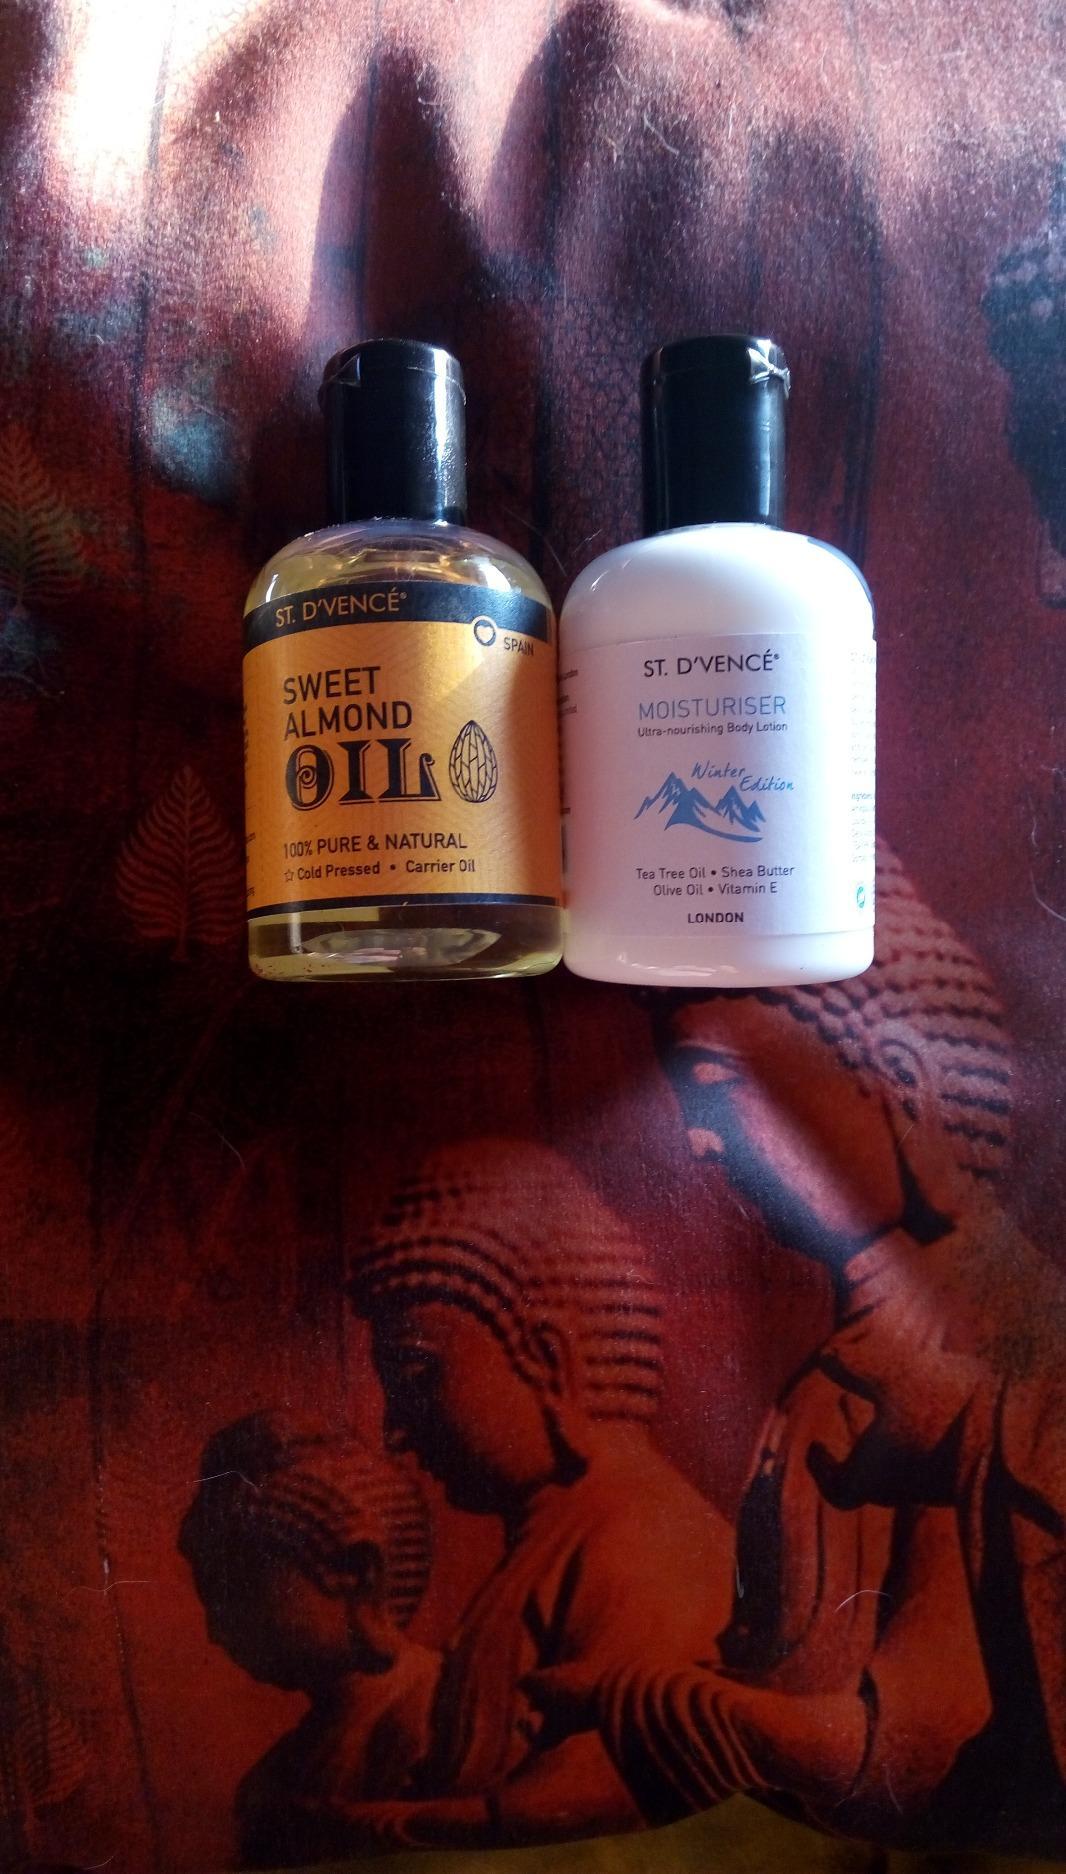 ST. D'VENCÉ®
SPAIN
SWEET
ALMOND
OIL
100% PURE & NATURAL
Cold Pressed • Carrier Oil
ST. D'VENCÉ®
MOISTURISER
Ultra-nourishing Body Lotion
Winter
Edition
Tea Tree Oil • Shea Butter
Olive Oil • Vitamin E
LONDON